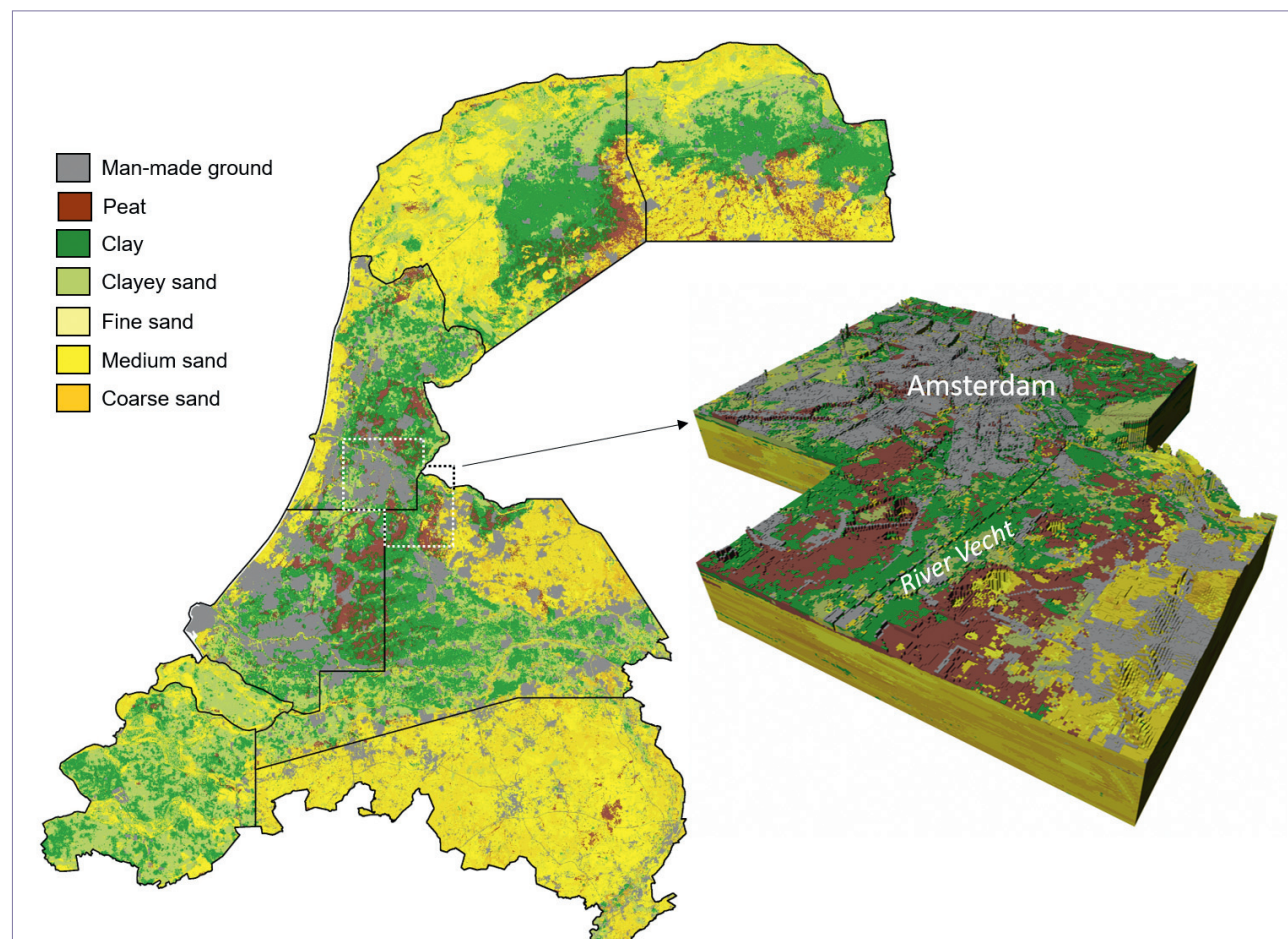 Man-made ground
Peat
Clay
Clayey sand
Fine sand
Medium sand
Coarse sand
Amsterdam
River Vecht